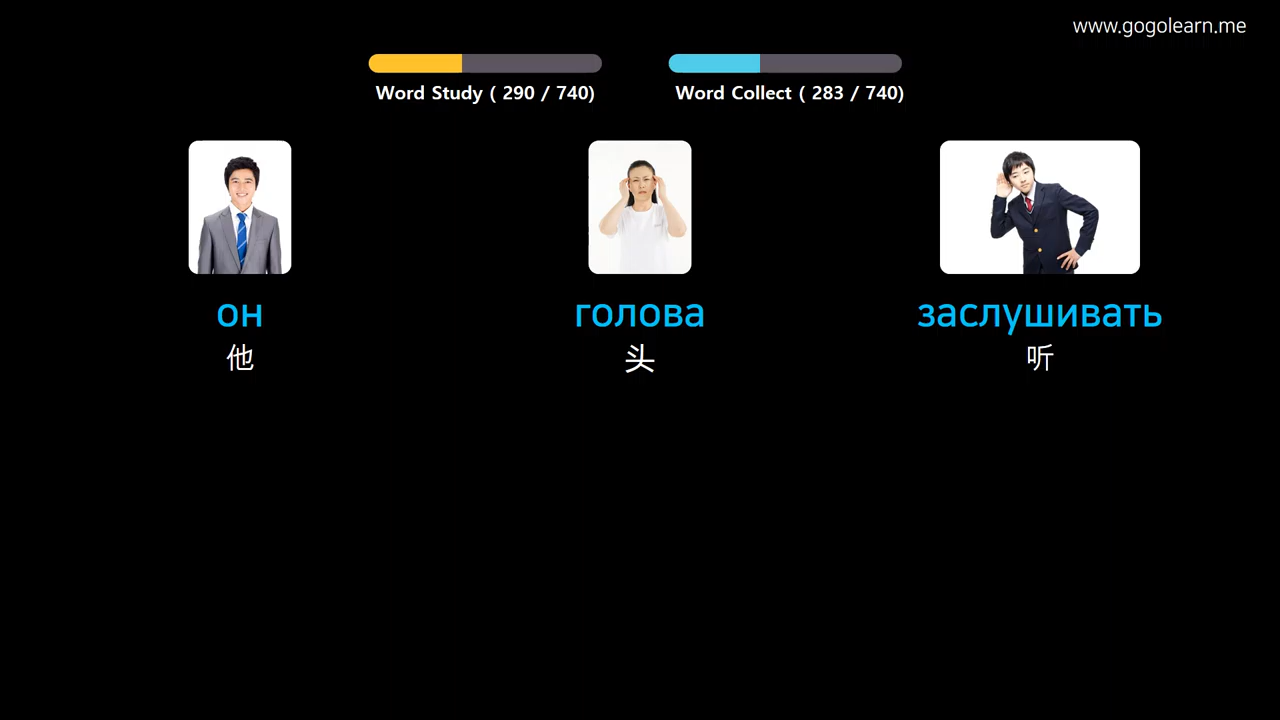 www.gogolearn.me
Word Study ( 290 / 740)
Word Collect ( 283 / 740)
он
голова
заслушивать
他
头
听